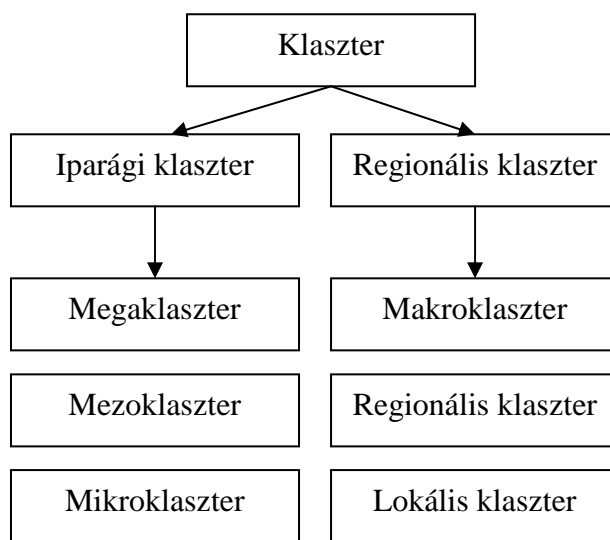 Klaszter
Iparági klaszter
Regionális klaszter
Megaklaszter
Makroklaszter
Mezoklaszter
Regionális klaszter
Mikroklaszter
Lokális klaszter